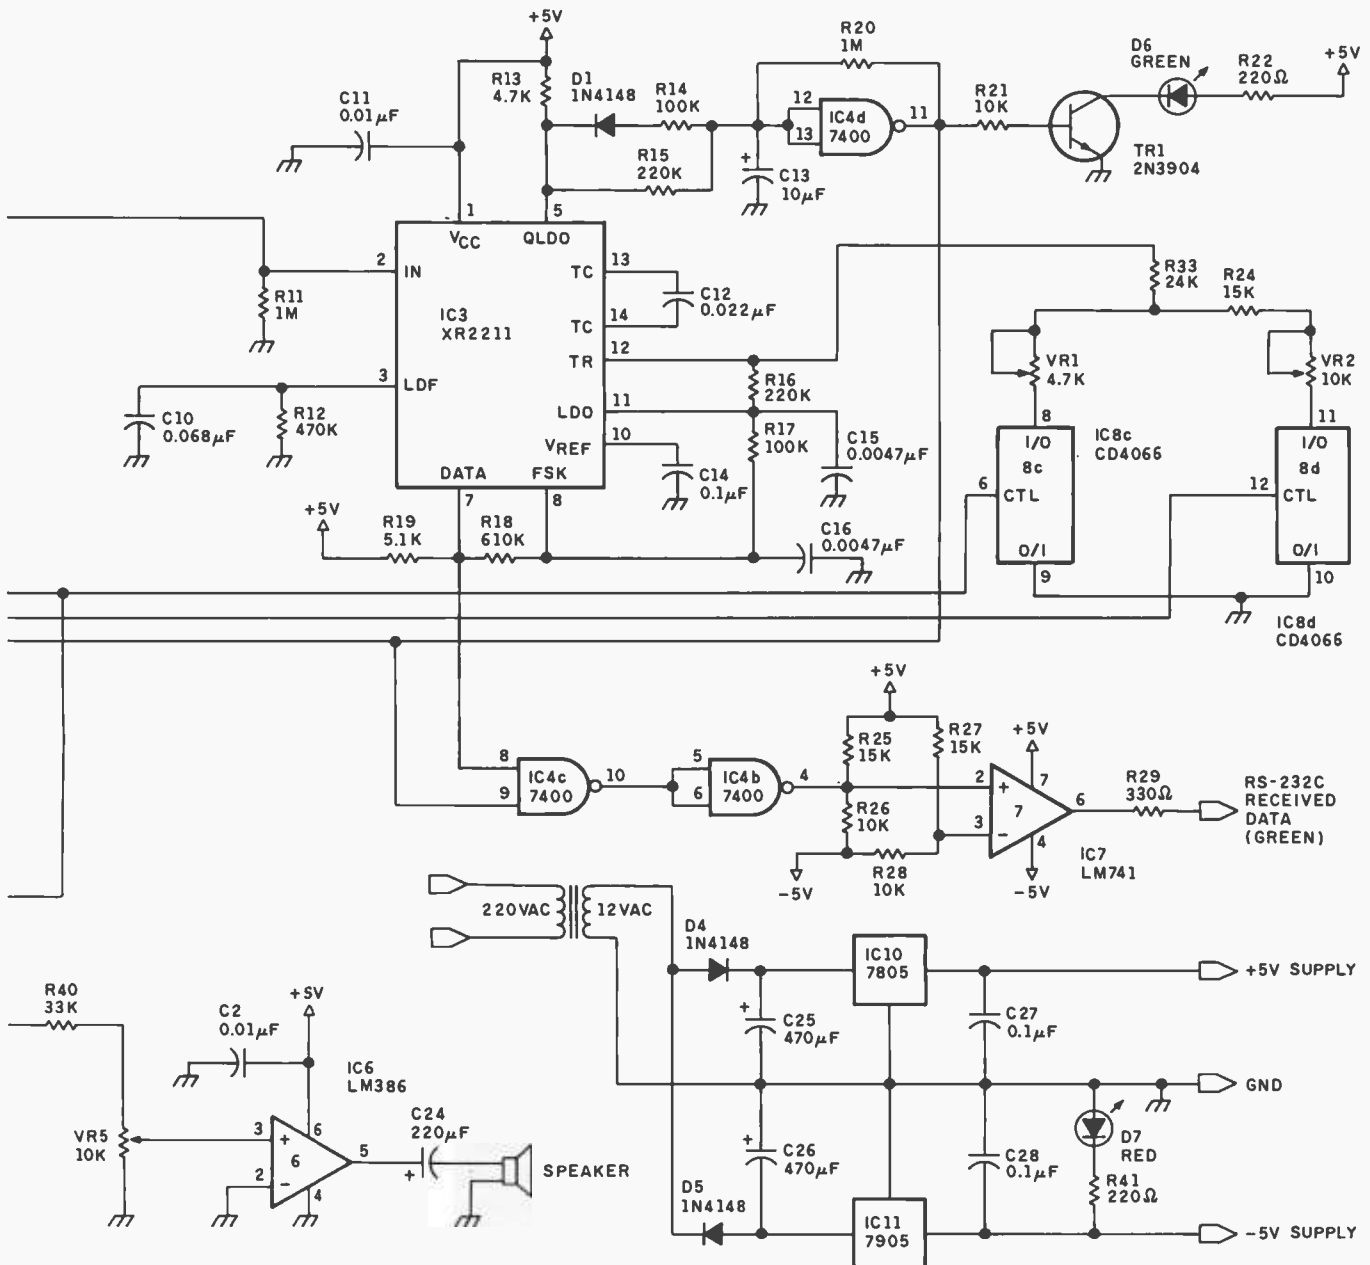 +5V
R20
1M
D6
GREEN
R22
220Ω
+5V
C11
0.01µF
R13
4.7K
D1
1N4148
R14
100K
12
13
IC4d
7400
11
R21
10K
R15
220K
+
C13
10µF
TR1
2N3904
1
5
VCC
QLDO
2
IN
13
TC
R11
1M
C12
0.022µF
R33
24K
R24
15K
IC3
XR2211
14
TC
12
TR
VR1
4.7K
VR2
10K
3
LDF
R16
220K
11
LDO
8
11
C10
0.068µF
R12
470K
R17
100K
10
VREF
C15
0.0047µF
I/O
8c
IC8c
CD4066
I/O
8d
DATA
FSK
C14
0.1µF
6
CTL
12
CTL
7
8
+5V
R19
5.1K
R18
610K
C16
0.0047µF
O/I
O/I
9
10
IC8d
CD4066
+5V
R25
15K
R27
15K
+5V
8
9
IC4c
7400
10
5
6
IC4b
7400
4
2
+
7
7
6
R29
330Ω
RS-232C
RECEIVED
DATA
(GREEN)
R26
10K
3
−
4
IC7
LM741
-5V
R28
10K
-5V
220VAC
12VAC
D4
1N4148
IC10
7805
+5V SUPPLY
R40
33K
C2
0.01µF
+5V
+
C25
470µF
C27
0.1µF
IC6
LM386
GND
VR5
10K
3
+
6
6
5
C24
220µF
+
SPEAKER
+
C26
470µF
C28
0.1µF
D7
RED
2
−
4
D5
1N4148
IC11
7905
R41
220Ω
-5V SUPPLY